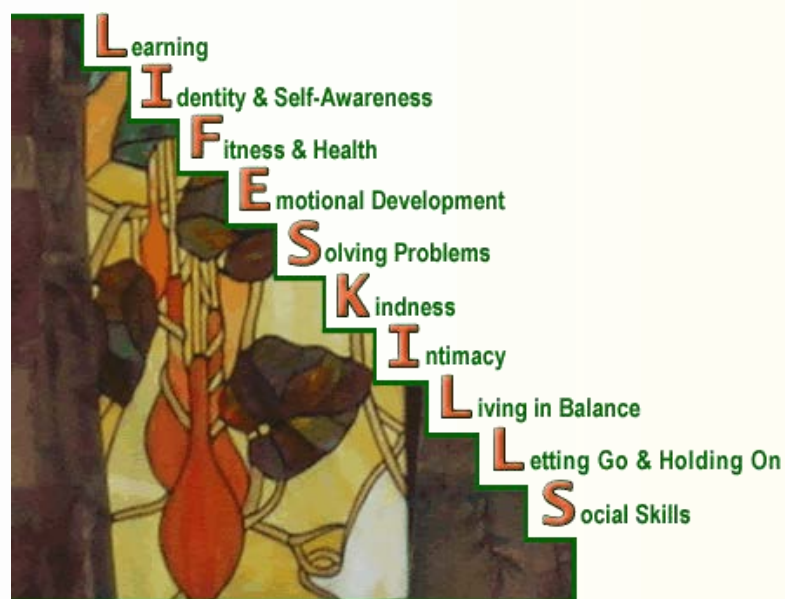 Learning
Identity & Self-Awareness
Fitness & Health
Emotional Development
Solving Problems
Kindness
Intimacy
Living in Balance
Letting Go & Holding On
Social Skills